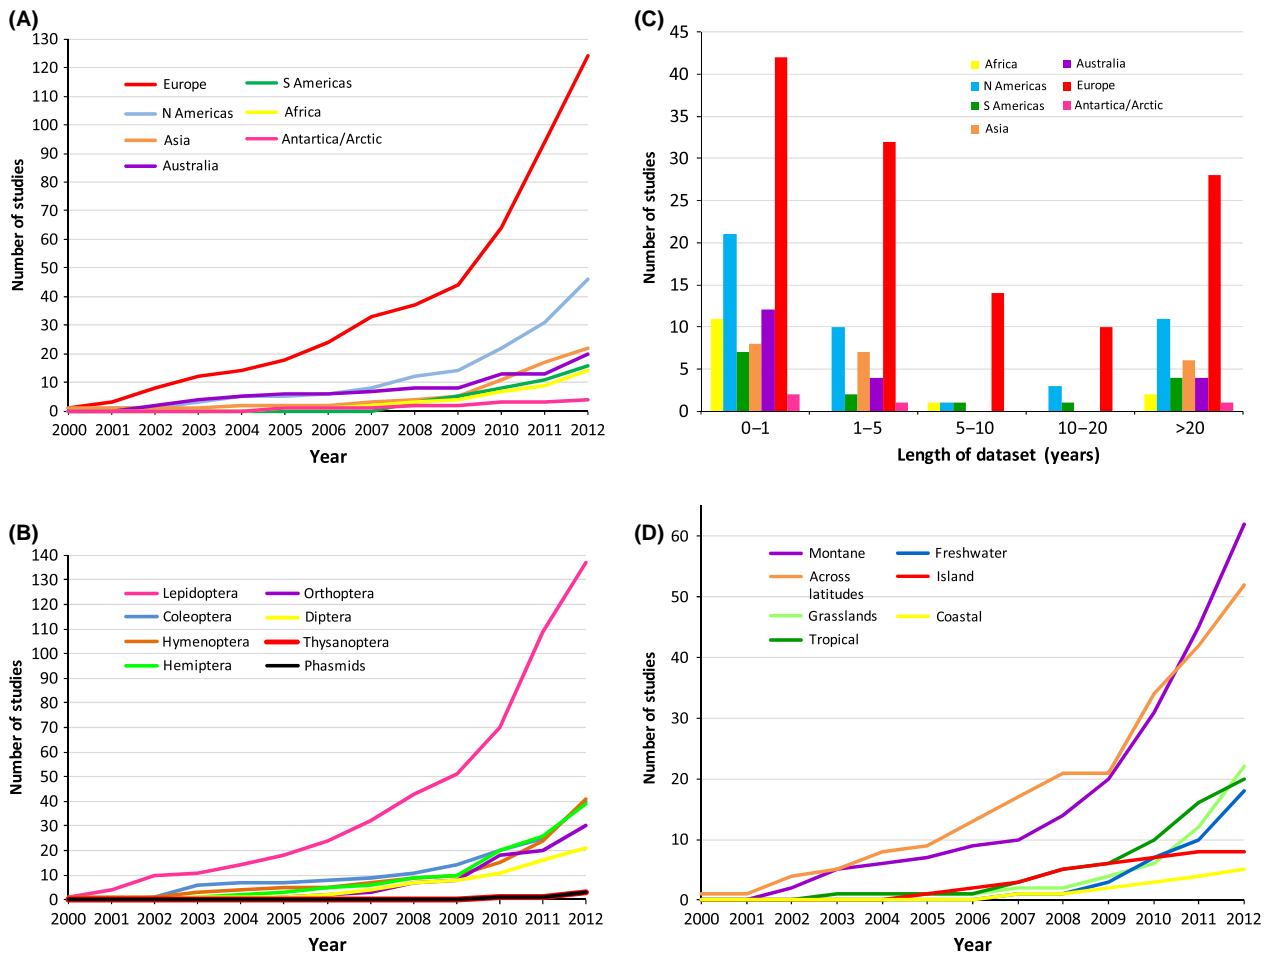 (A)
130
120
110
100
90
80
70
60
50
40
30
20
10
0
Number of studies
Europe
N Americas
Asia
Australia
S Americas
Africa
Antartica/Arctic
2000 2001 2002 2003 2004 2005 2006 2007 2008 2009 2010 2011 2012
Year
(C)
45
40
35
30
25
20
15
10
5
0
Number of studies
Africa
N Americas
S Americas
Asia
Australia
Europe
Antartica/Arctic
0–1 1–5 5–10 10–20 >20
Length of dataset (years)
(B)
140
130
120
110
100
90
80
70
60
50
40
30
20
10
0
Number of studies
Lepidoptera
Coleoptera
Hymenoptera
Hemiptera
Orthoptera
Diptera
Thysanoptera
Phasmids
2000 2001 2002 2003 2004 2005 2006 2007 2008 2009 2010 2011 2012
Year
(D)
60
50
40
30
20
10
0
Number of studies
Montane
Across
latitudes
Grasslands
Tropical
Freshwater
Island
Coastal
2000 2001 2002 2003 2004 2005 2006 2007 2008 2009 2010 2011 2012
Year